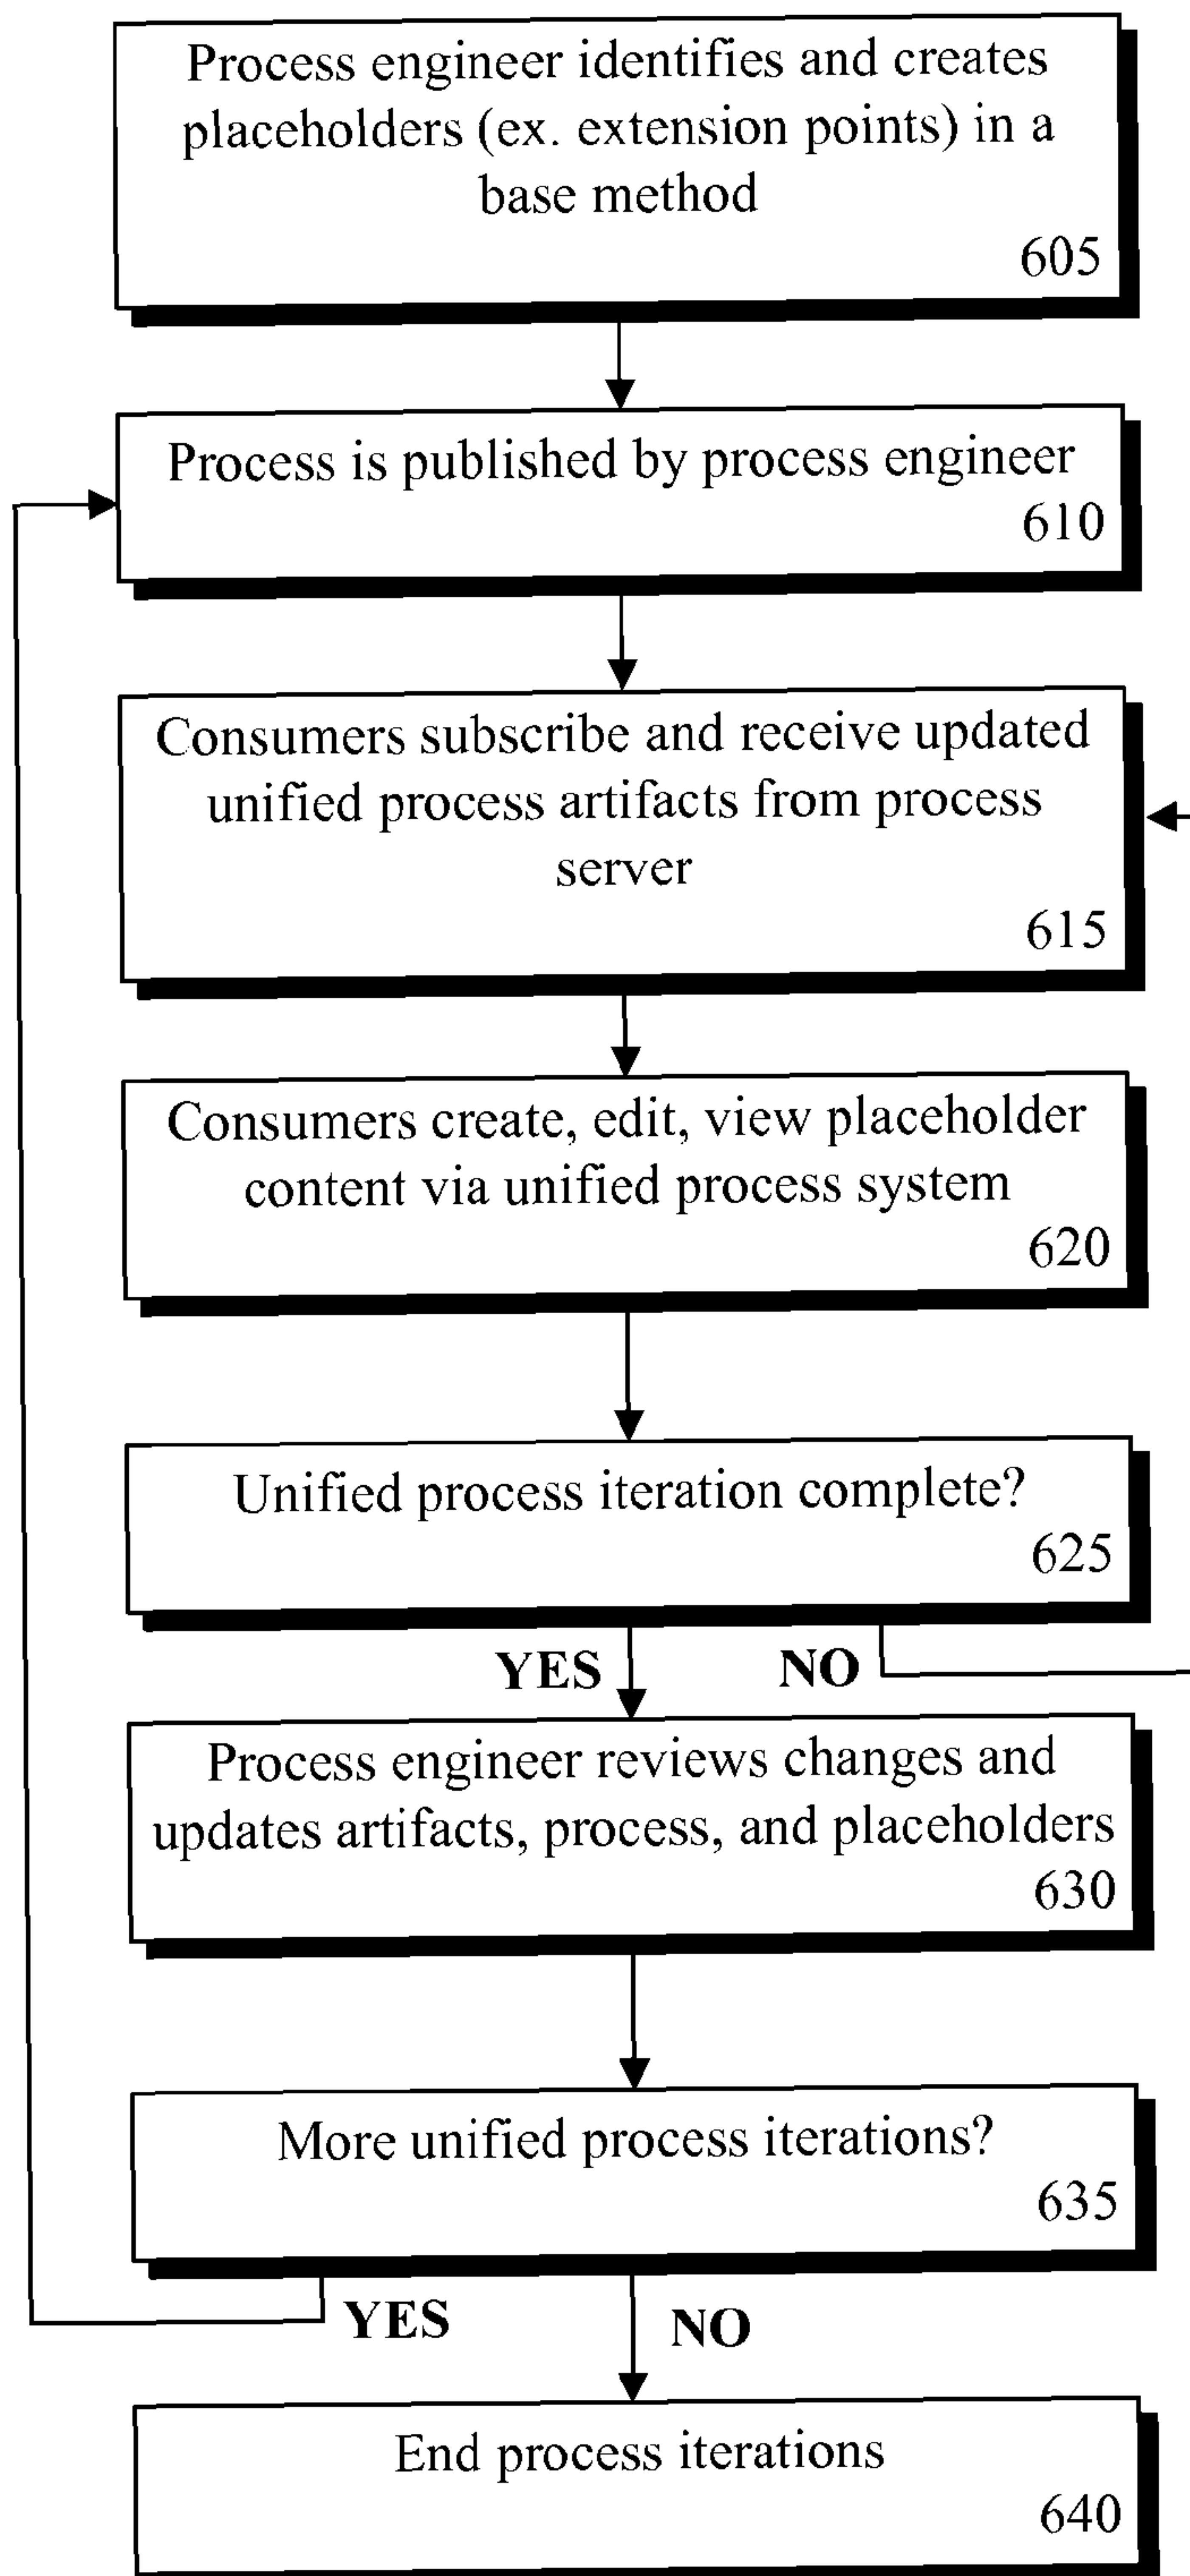 Process engineer identifies and creates
placeholders (ex. extension points) in a
base method
605
Process is published by process engineer
610
Consumers subscribe and receive updated
unified process artifacts from process
server
615
Consumers create, edit, view placeholder
content via unified process system
620
Unified process iteration complete?
625
YES NO
Process engineer reviews changes and
updates artifacts, process, and placeholders
630
More unified process iterations?
635
YES NO
End process iterations
640